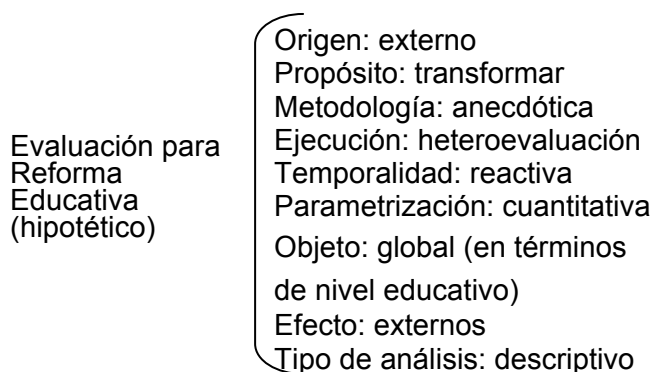 Evaluación para
Reforma
Educativa
(hipotético)
Origen: externo
Propósito: transformar
Metodología: anecdótica
Ejecución: heteroevaluación
Temporalidad: reactiva
Parametrización: cuantitativa
Objeto: global (en términos
de nivel educativo)
Efecto: externos
Tipo de análisis: descriptivo